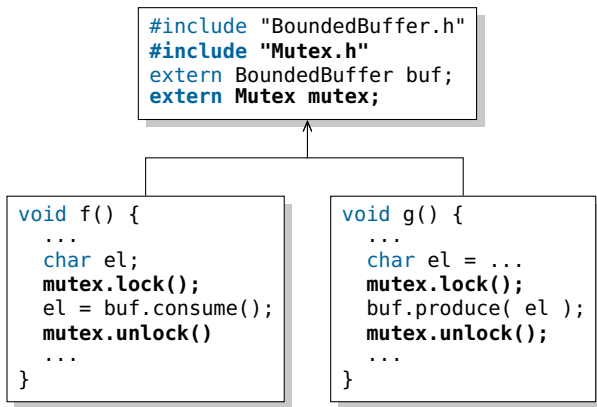 #include "BoundedBuffer.h"
#include "Mutex.h"
extern BoundedBuffer buf;
extern Mutex mutex;
void f() {
...
char el;
mutex.lock();
el = buf.consume();
mutex.unlock()
...
}
void g() {
...
char el = ...
mutex.lock();
buf.produce( el );
mutex.unlock();
...
}